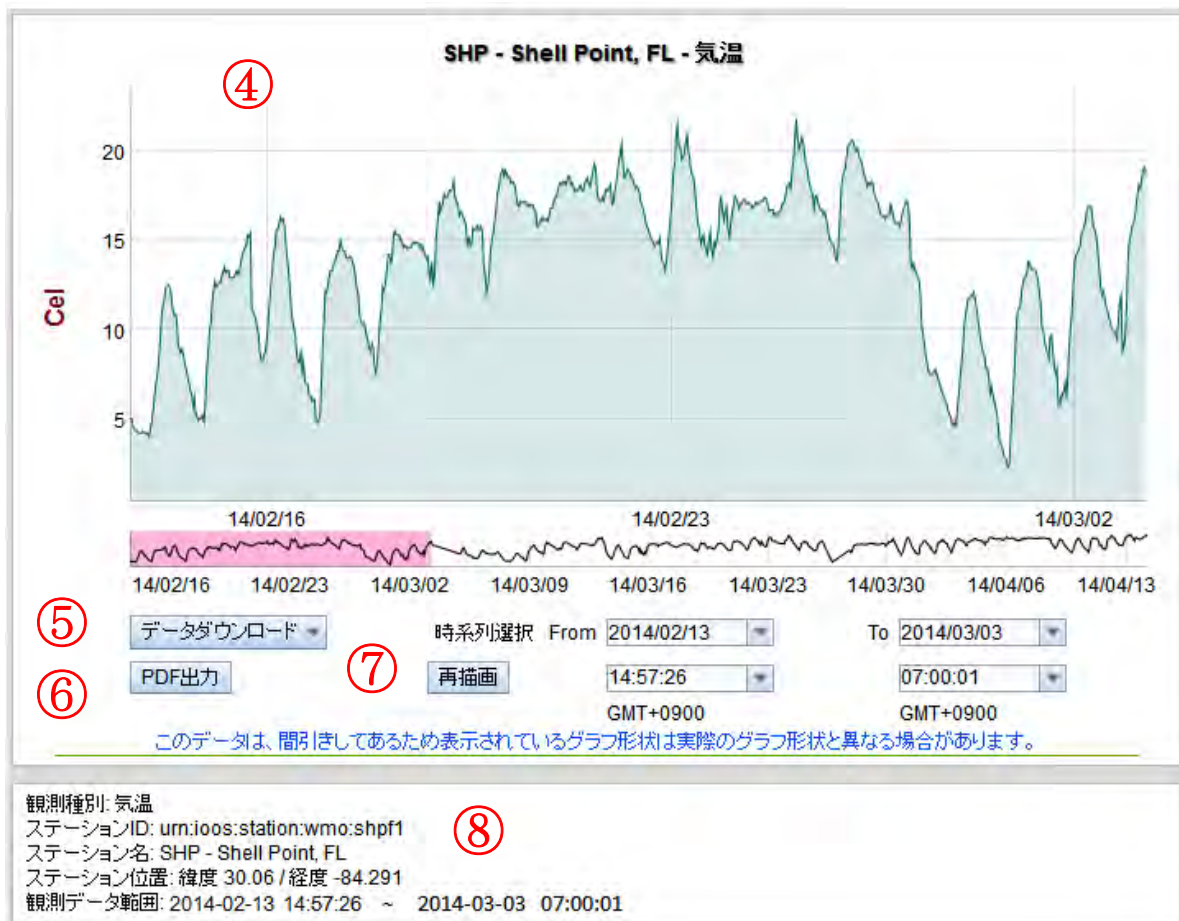 SHP - Shell Point, FL - 気温
④
20
15
10
5
Cel
14/02/16 14/02/23 14/03/02
14/02/16 14/02/23 14/03/02 14/03/09 14/03/16 14/03/23 14/03/30 14/04/06 14/04/13
⑤ データダウンロード 時系列選択 From 2014/02/13 To 2014/03/03
⑥ PDF出力 ⑦ 再描画 14:57:26 07:00:01
GMT+0900 GMT+0900
このデータは、間引きしてあるため表示されているグラフ形状は実際のグラフ形状と異なる場合があります。
観測種別: 気温
ステーションID: urn:ioos:station:wmo:shpf1
⑧
ステーション名: SHP - Shell Point, FL
ステーション位置: 緯度 30.06 / 経度 -84.291
観測データ範囲: 2014-02-13 14:57:26 ~ 2014-03-03 07:00:01